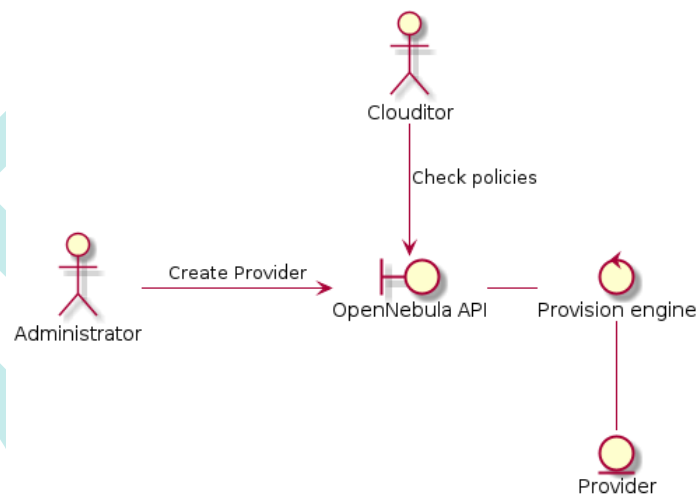 Clouditor
Check policies
Create Provider
Administrator
OpenNebula API
Provision engine
Provider